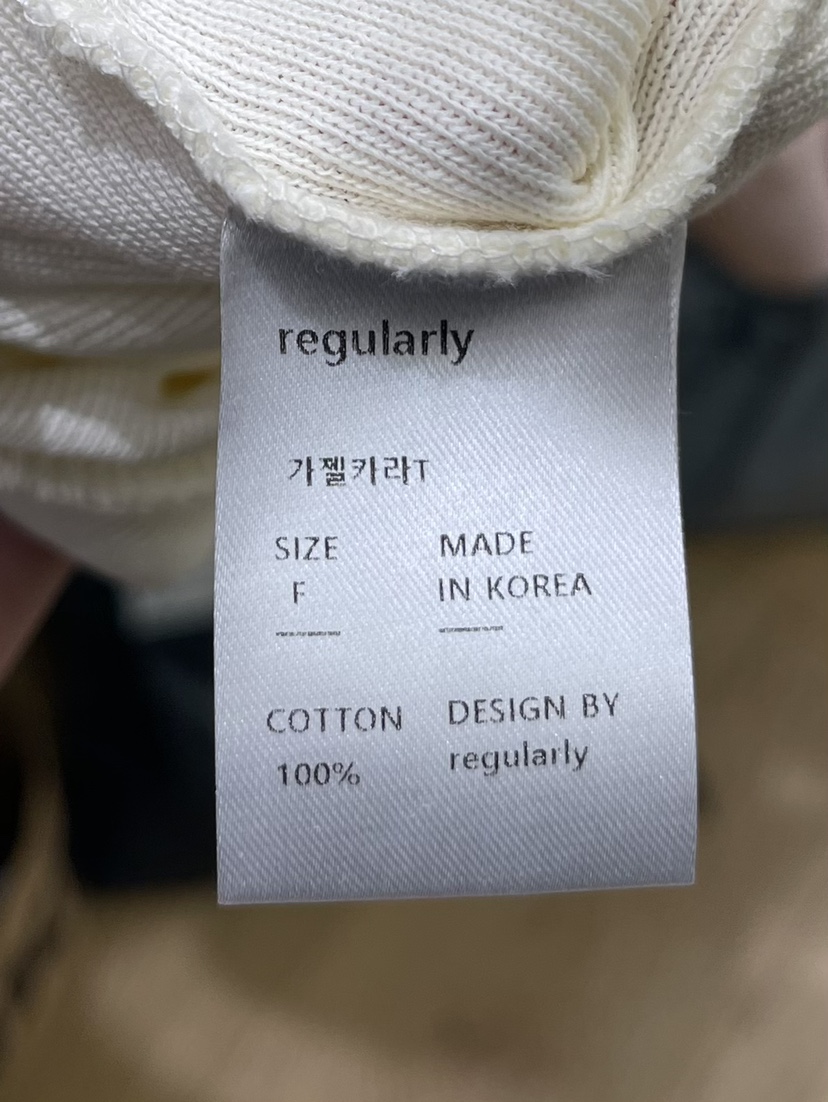 regularly
가젤카라T
SIZE
F
MADE
IN KOREA
COTTON
100%
DESIGN BY
regularly